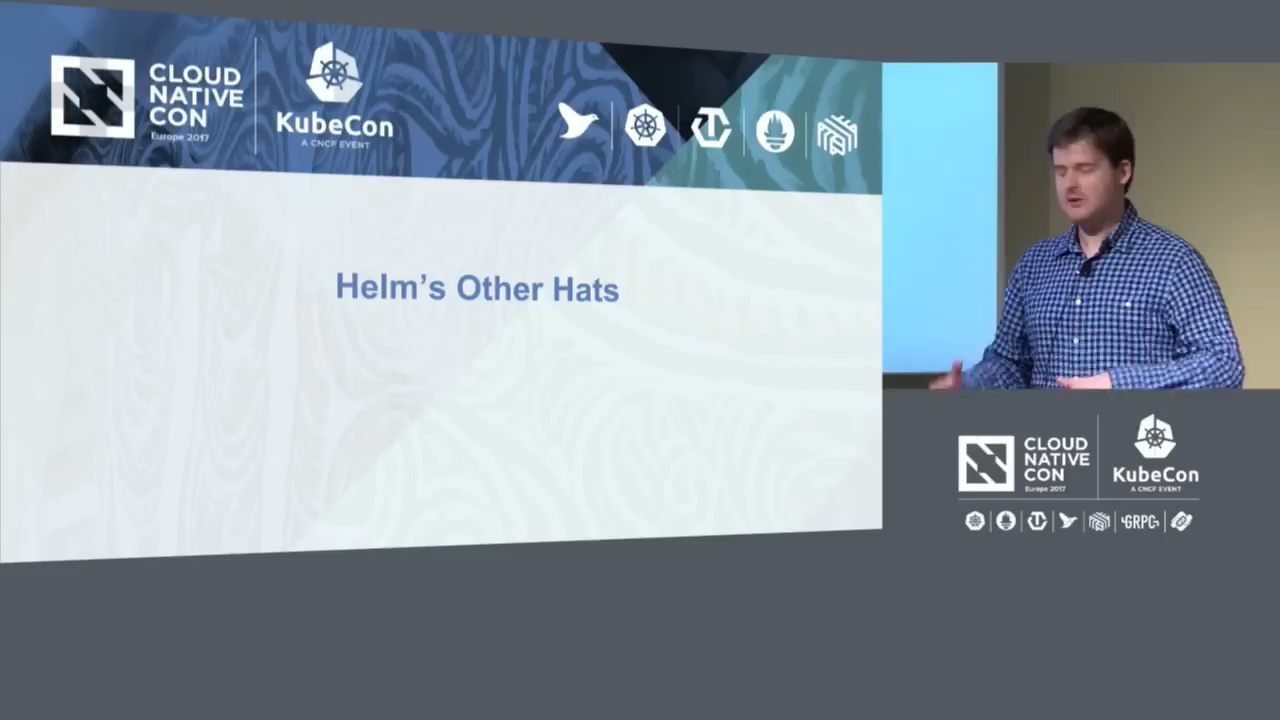 CLOUD
NATIVE
CON
Europe 2017
KubeCon
A CNCF EVENT
Helm's Other Hats
CLOUD
NATIVE
CON
Europe 2017
KubeCon
A CNCF EVENT
GRPC